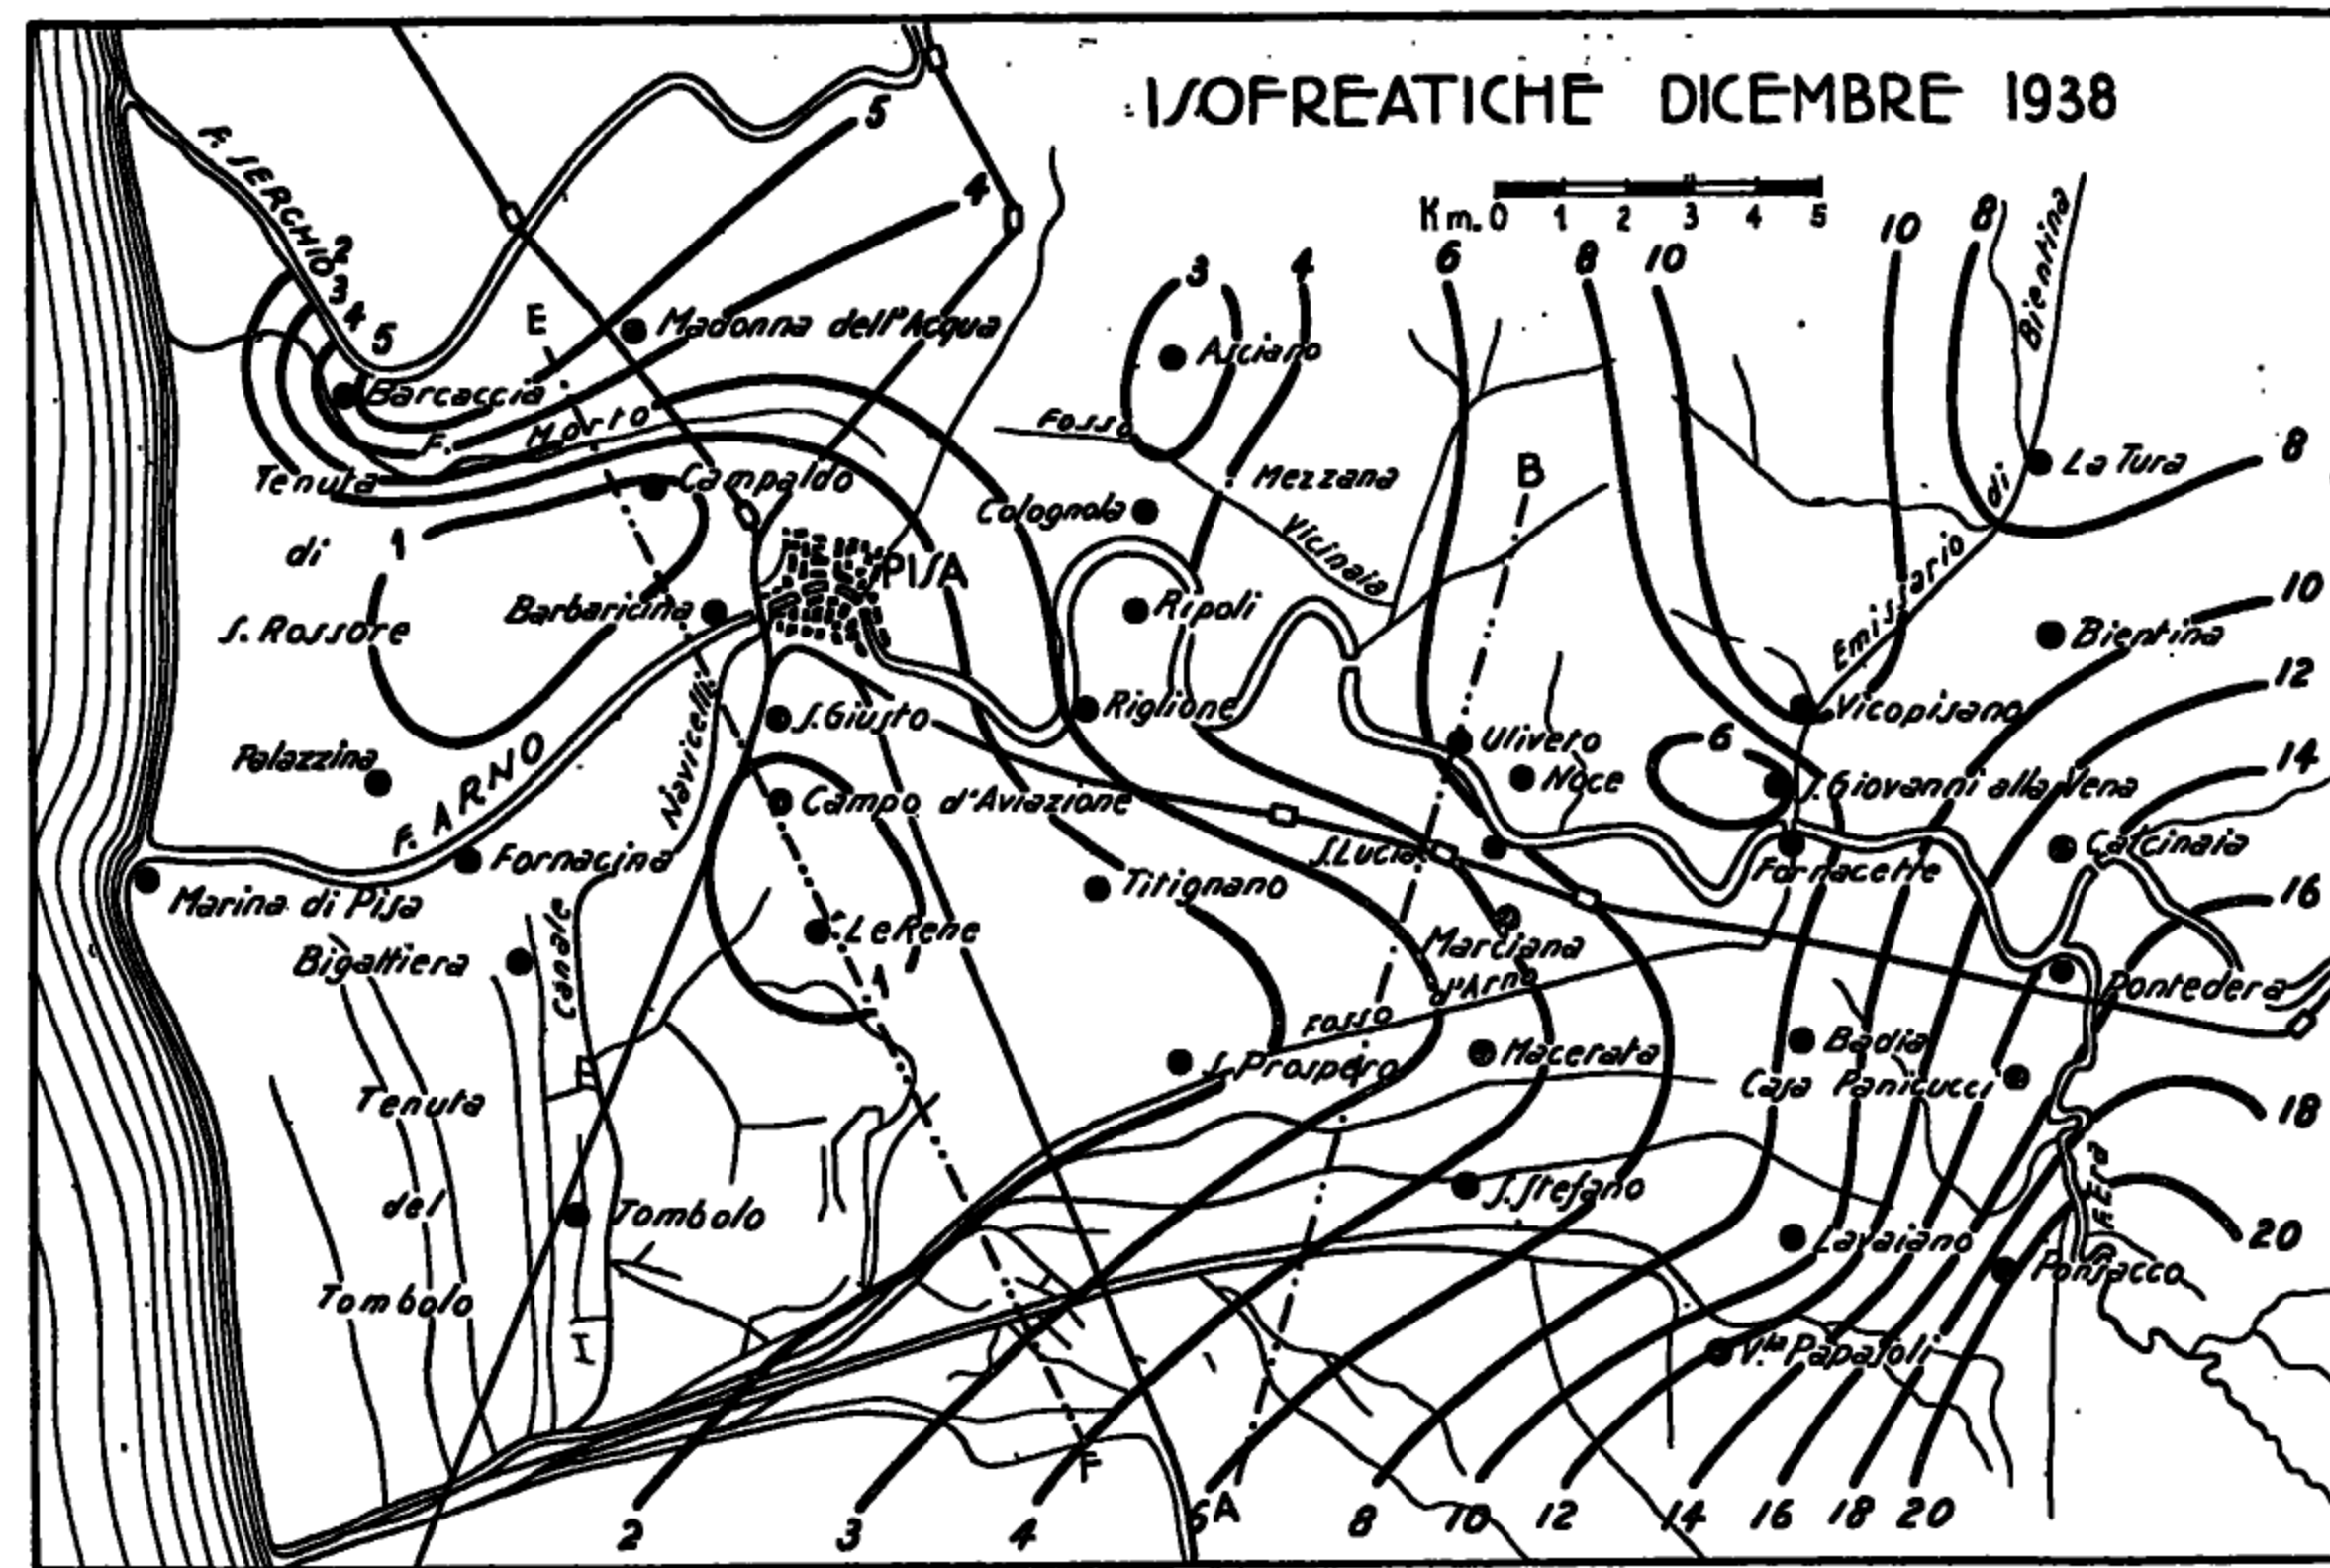 ISOFREATICHE DICEMBRE 1938
Km. 0 1 2 3 4 5
5
4
F. SERCHIO
2
3
4
5
E
Madonna dell'Acqua
Barcaccia
F. Morto
3
4
6
8
10
10
8
Bientina
Asciano
Fosso
Mezzana
B
La Tura
8
di
Tenuta
Campaldo
Colognola
Vicinaia
di
1
PISA
Emissario
10
S. Rossore
Barbaricina
Ripoli
Bientina
12
Navicelli
S. Giusto
Riglione
Uliveto
6
Vicopisano
14
Palazzina
F. ARNO
Campo d'Aviazione
Noce
S. Giovanni alla Vena
Fornacina
S. Lucia
Fornacette
Calcinaia
Marina di Pisa
Titignano
16
Bigattiera
Canale
Le Rene
Marciana
1
d'Arno
Pontedera
Fosso
S. Prospero
Macerata
Badia
Casa Panicucci
Tenuta
18
del
Tombolo
S. Stefano
F. Era
Lavaiano
20
Tombolo
Ponsacco
V.la Papasoli
F
2
3
4
6
A
8
10
12
14
16
18
20